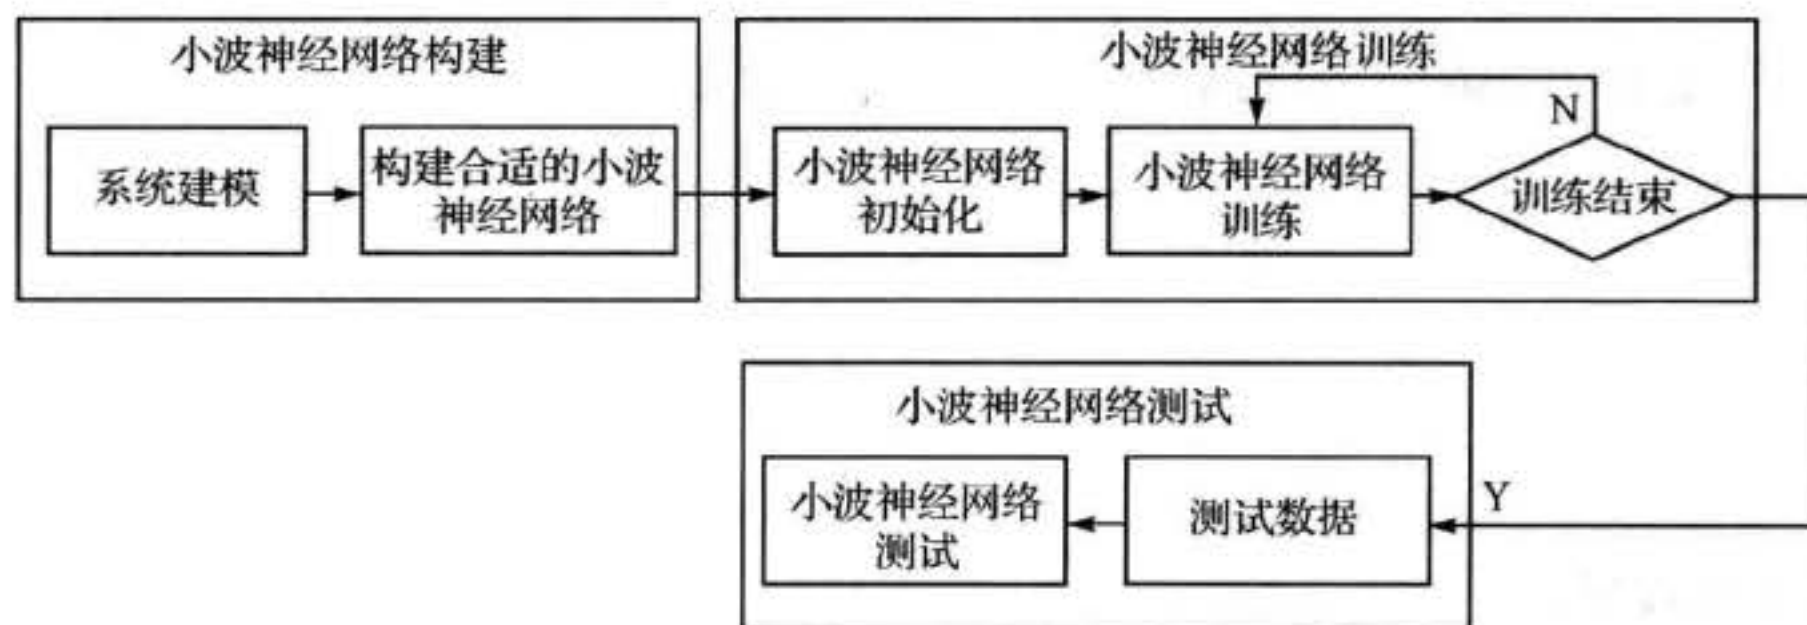 小波神经网络构建
系统建模
构建合适的小波
神经网络
小波神经网络训练
小波神经网络
初始化
小波神经网络
训练
N
训练结束
Y
小波神经网络测试
测试数据
小波神经网络
测试